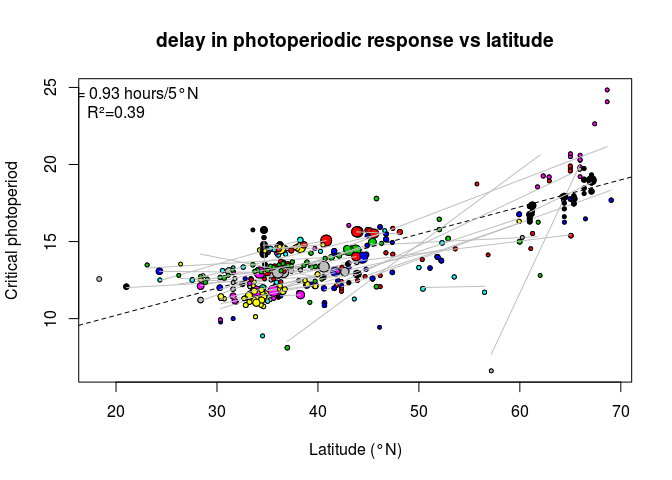 delay in photoperiodic response vs latitude
= 0.93 hours/5°N
R²=0.39
Critical photoperiod
25
20
15
10
20 30 40 50 60 70
Latitude (°N)